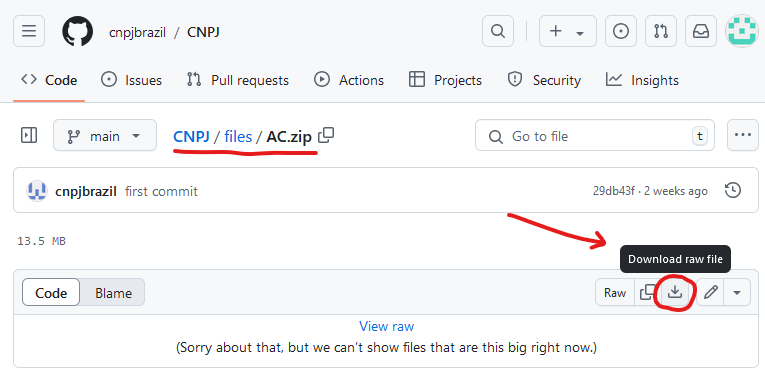 cnpjbrazil / CNPJ
Code Issues Pull requests Actions Projects Security Insights
main CNPJ / files / AC.zip Go to file t
cnpjbrazil first commit 29db43f · 2 weeks ago
13.5 MB
Download raw file
Code Blame Raw
View raw
(Sorry about that, but we can't show files that are this big right now.)